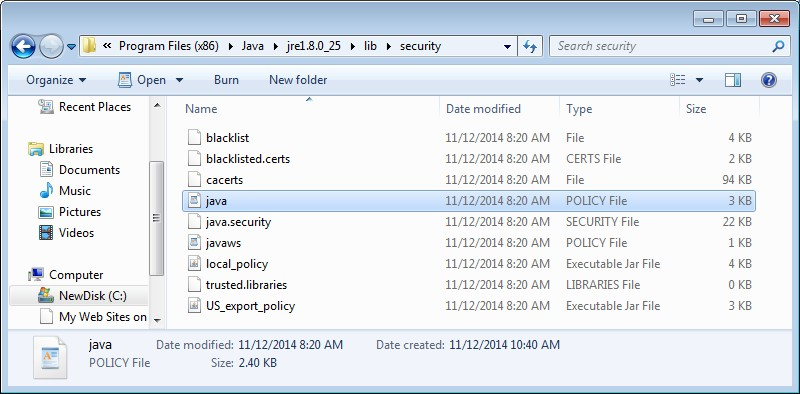 « Program Files (x86) Java jre1.8.0_25 lib security Search security
Organize Open Burn New folder
Name Date modified Type Size
Recent Places
Libraries
Documents
Music
Pictures
Videos
Computer
NewDisk (C:)
My Web Sites on
blacklist 11/12/2014 8:20 AM File 4 KB
blacklisted.certs 11/12/2014 8:20 AM CERTS File 2 KB
cacerts 11/12/2014 8:20 AM File 94 KB
java 11/12/2014 8:20 AM POLICY File 3 KB
java.security 11/12/2014 8:20 AM SECURITY File 22 KB
javaws 11/12/2014 8:20 AM POLICY File 1 KB
local_policy 11/12/2014 8:20 AM Executable Jar File 4 KB
trusted.libraries 11/12/2014 8:20 AM LIBRARIES File 0 KB
US_export_policy 11/12/2014 8:20 AM Executable Jar File 3 KB
java Date modified: 11/12/2014 8:20 AM Date created: 11/12/2014 10:40 AM
POLICY File Size: 2.40 KB